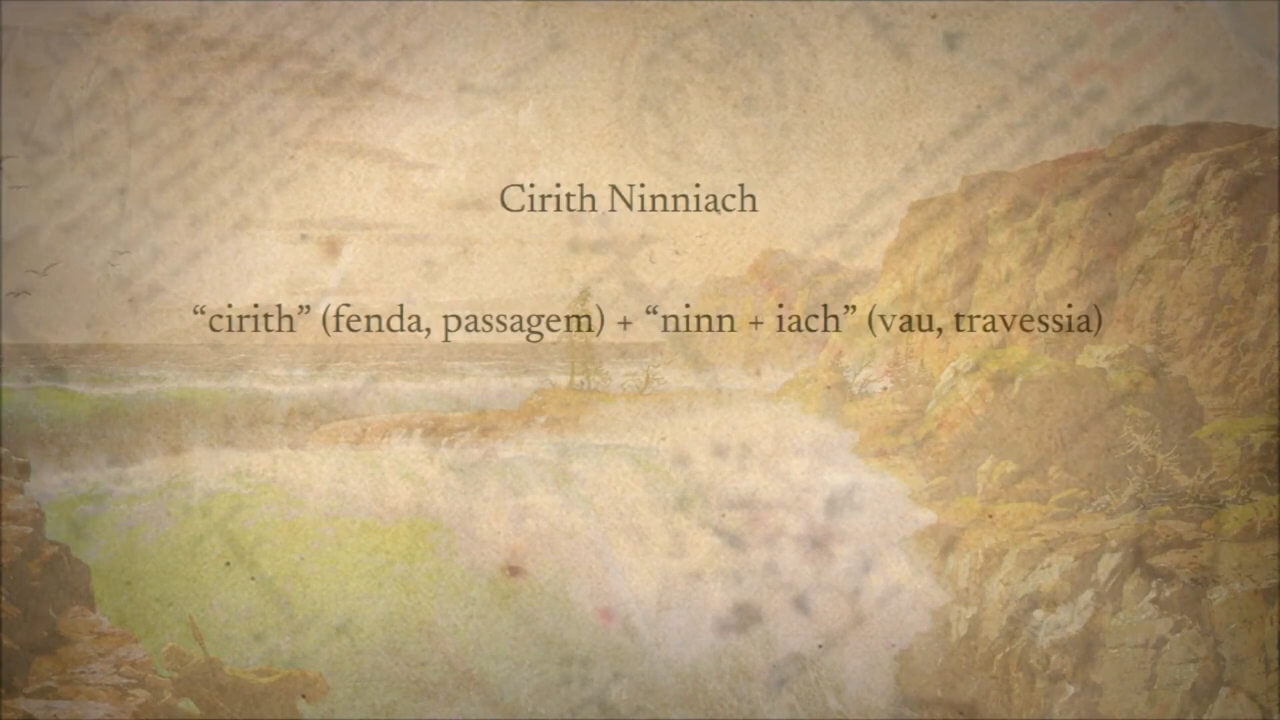 Cirith Ninniach
“cirith” (fenda, passagem) + “ninn + iach” (vau, travessia)